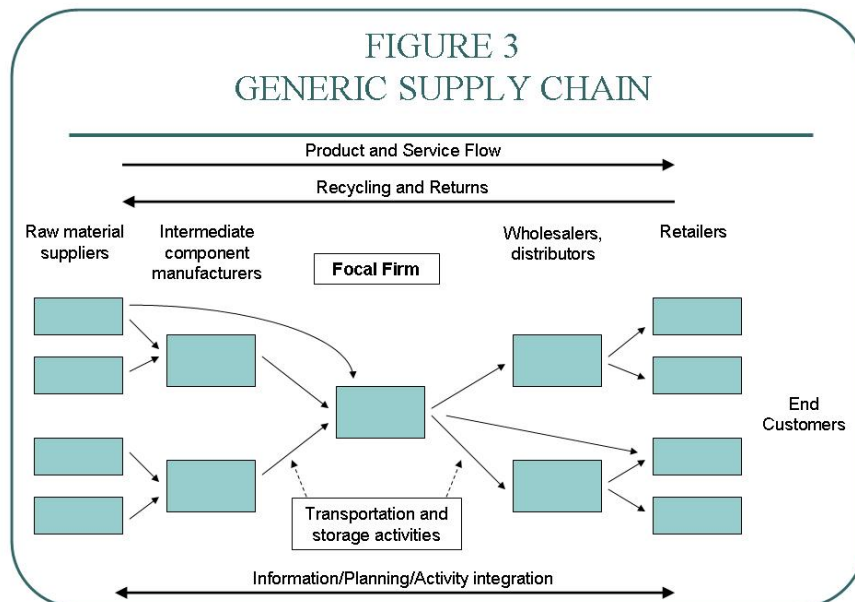 FIGURE 3
GENERIC SUPPLY CHAIN
Product and Service Flow
Recycling and Returns
Raw material
suppliers
Intermediate
component
manufacturers
Focal Firm
Wholesalers,
distributors
Retailers
End
Customers
Transportation and
storage activities
Information/Planning/Activity integration